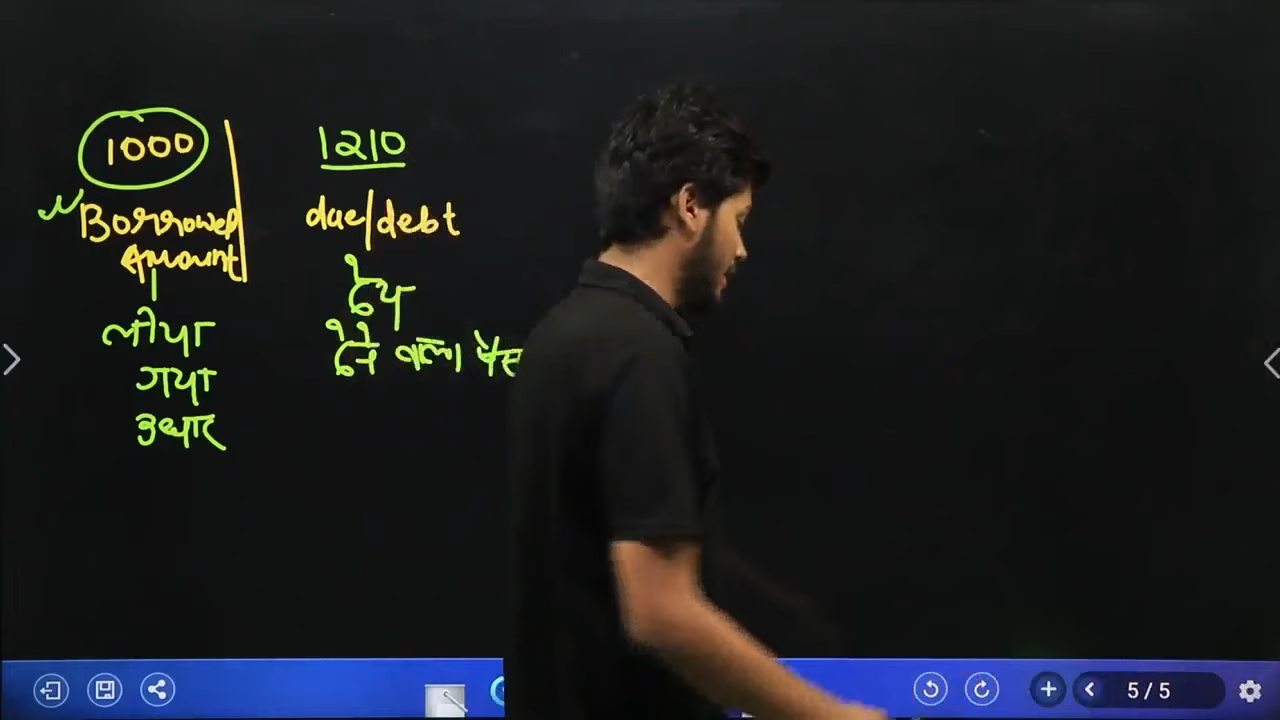 1000
1210
Borrowed
Amount
due/debt
लीया
गया
उधार
देय
देने वाला
5 / 5